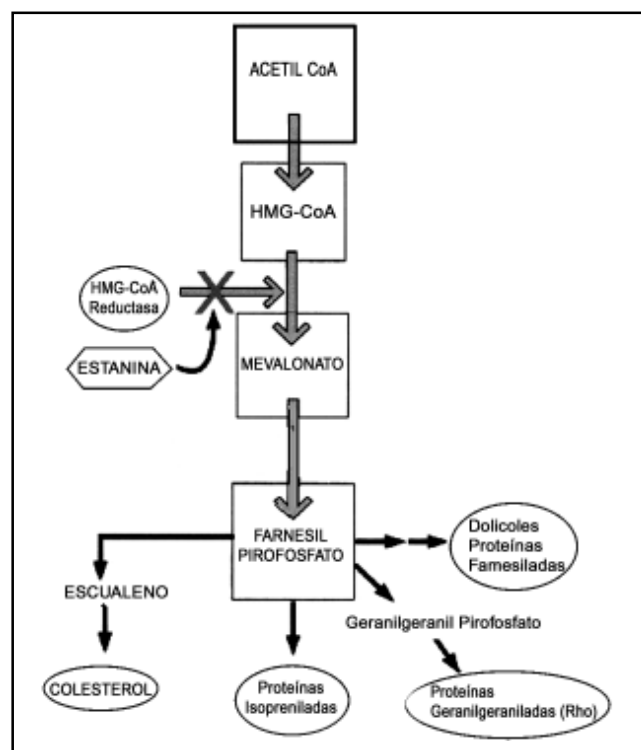 ACETIL CoA
HMG-CoA
HMG-CoA
Reductasa
ESTANINA
MEVALONATO
FARNESIL
PIROFOSFATO
Dolicoles
Proteínas
Famesiladas
ESCUALENO
Geranilgeranil Pirofosfato
COLESTEROL
Proteínas
Isopreniladas
Proteínas
Geranilgeraniladas (Rho)